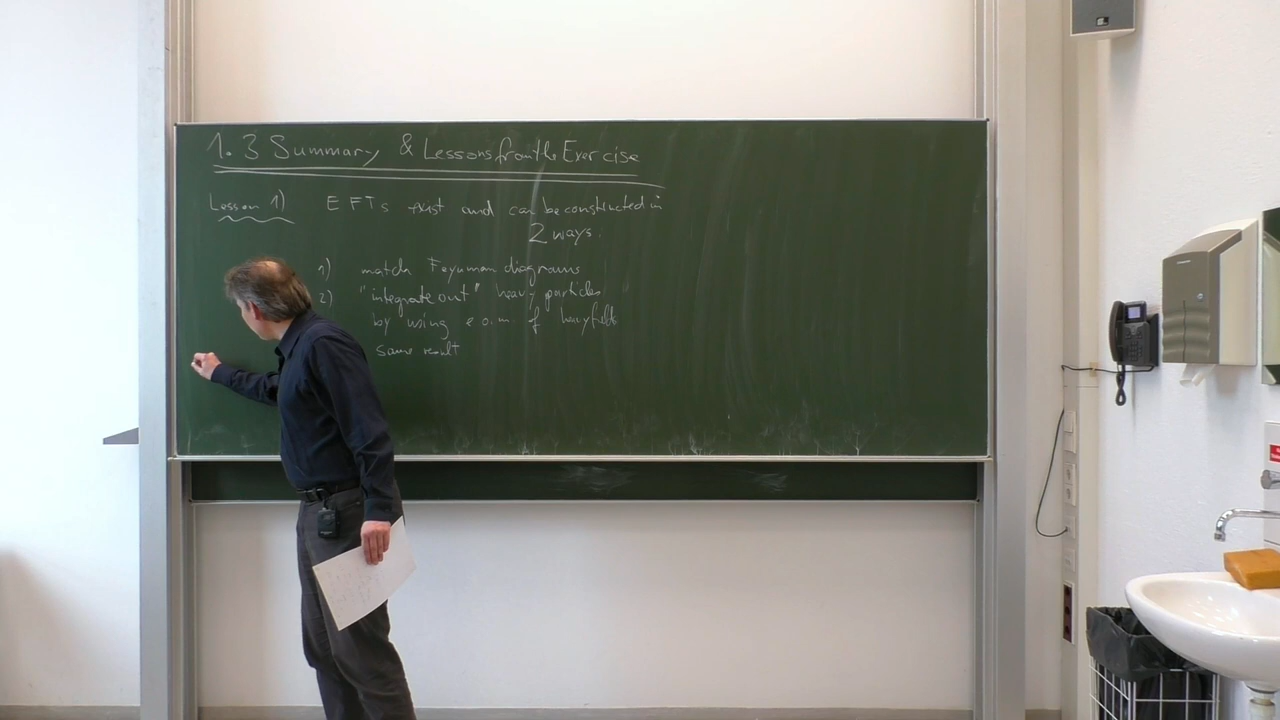 1.3 Summary & Lessons from the Exercise
Lesson 1) EFTs exist and can be constructed in
2 ways.
1) match Feynman diagrams
2) "integrate out" heavy particles
by using e.o.m of heavy fields
same result